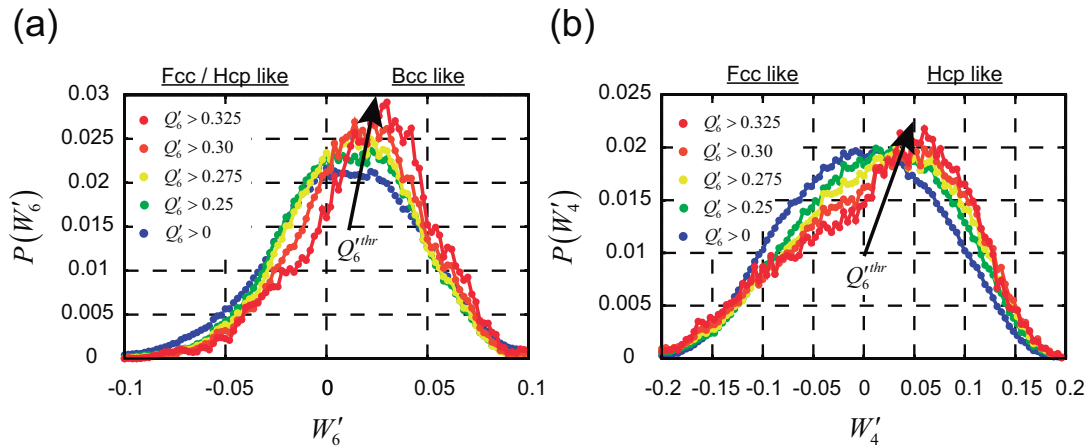 (a)
Fcc / Hcp like
Bcc like
P(W′6)
0.03
0.025
0.02
0.015
0.01
0.005
0
Q′6 > 0.325
Q′6 > 0.30
Q′6 > 0.275
Q′6 > 0.25
Q′6 > 0
Q′6thr
-0.1
-0.05
0
0.05
0.1
W′6
(b)
Fcc like
Hcp like
P(W′4)
0.025
0.02
0.015
0.01
0.005
0
Q′6 > 0.325
Q′6 > 0.30
Q′6 > 0.275
Q′6 > 0.25
Q′6 > 0
Q′6thr
-0.2
-0.15
-0.1
-0.05
0
0.05
0.1
0.15
0.2
W′4